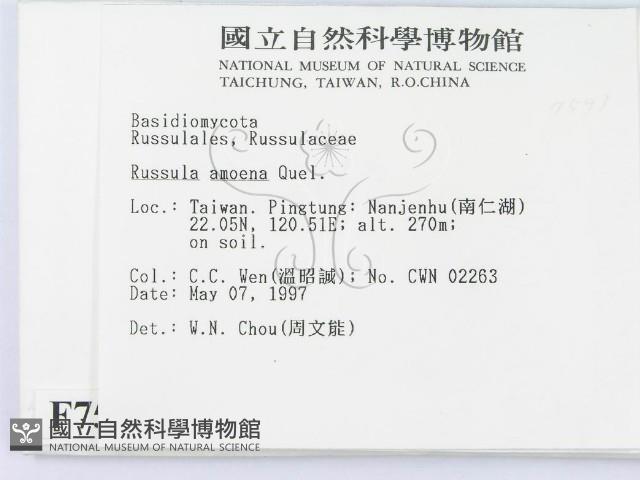 國立自然科學博物館
NATIONAL MUSEUM OF NATURAL SCIENCE
TAICHUNG, TAIWAN, R.O.CHINA
Basidiomycota
Russulales, Russulaceae
Russula amoena Quel.
Loc.: Taiwan. Pingtung: Nanjenhu(南仁湖)
22.05N, 120.51E; alt. 270m;
on soil.
Col.: C.C. Wen(溫昭誠); No. CWN 02263
Date: May 07, 1997
Det.: W.N. Chou(周文能)
國立自然科學博物館
NATIONAL MUSEUM OF NATURAL SCIENCE